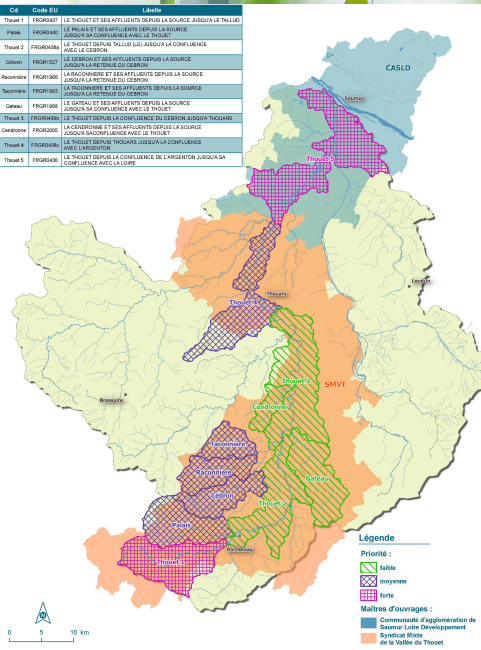 Cd Code EU Libelle
Thouet 1 FRGR0437 LE THOUET ET SES AFFLUENTS DEPUIS LA SOURCE JUSQU'A LE TALLUD
Palais FRGR0440 LE PALAIS ET SES AFFLUENTS DEPUIS LA SOURCE
JUSQU'A SA CONFLUENCE AVEC LE THOUET
Thouet 2 FRGR0438a LE THOUET DEPUIS TALLUD (LE) JUSQU'A LA CONFLUENCE
AVEC LE CEBRON
Cébron FRGR1527 LE CEBRON ET SES AFFLUENTS DEPUIS LA SOURCE
JUSQU'A LA RETENUE DU CEBRON
Raconnière FRGR1966 LA RACONNIERE ET SES AFFLUENTS DEPUIS LA SOURCE
JUSQU'A LA RETENUE DU CEBRON
Taconnière FRGR1993 LA TACONNIERE ET SES AFFLUENTS DEPUIS LA SOURCE
JUSQU'A LA RETENUE DU CEBRON
Gateau FRGR1988 LE GATEAU ET SES AFFLUENTS DEPUIS LA SOURCE
JUSQU'A SA CONFLUENCE AVEC LE THOUET
Thouet 3 FRGR0438b LE THOUET DEPUIS LA CONFLUENCE DU CEBRON JUSQU'A THOUARS
Cendronne FRGR2005 LA CENDRONNE ET SES AFFLUENTS DEPUIS LA SOURCE
JUSQU'A SACONFLUENCE AVEC LE THOUET
Thouet 4 FRGR0438c LE THOUET DEPUIS THOUARS JUSQU'A LA CONFLUENCE
AVEC L'ARGENTON
Thouet 5 FRGR0436 LE THOUET DEPUIS LA CONFLUENCE DE L'ARGENTON JUSQU'A SA
CONFLUENCE AVEC LA LOIRE
CASLD
Saumur
Thouet 5
Loudun
Thouars
Thouet 4
Thouet 3
SMVT
Bressuire
Cendronne
Taconnière
Raconnière
Gateau
Cébron
Thouet 2
Palais
Parthenay
Thouet 1
Légende
Priorité :
faible
moyenne
forte
Maîtres d'ouvrages :
Communauté d'agglomération de
Saumur Loire Développement
Syndicat Mixte
de la Vallée du Thouet
N
0 5 10 km